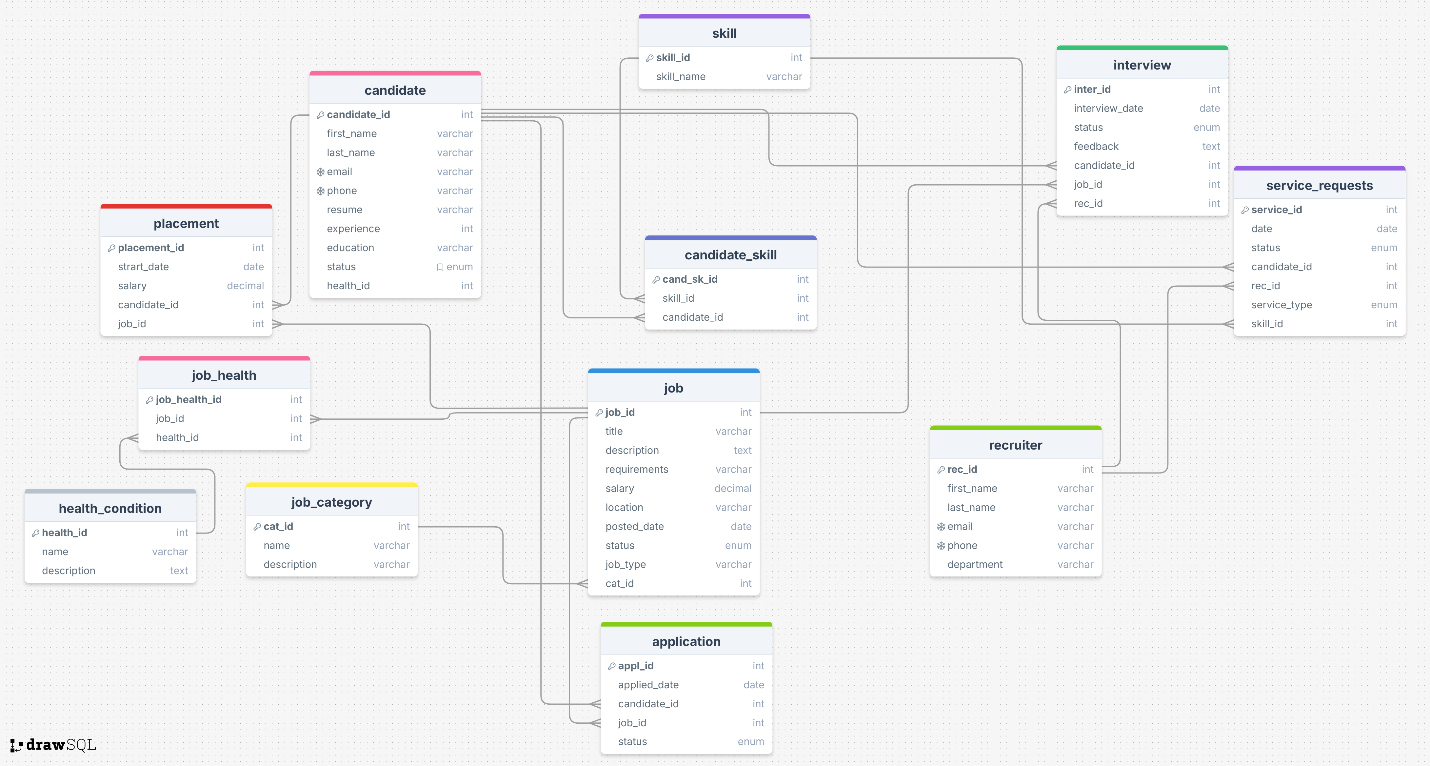 skill
skill_id int
skill_name varchar
candidate
candidate_id int
first_name varchar
last_name varchar
email varchar
phone varchar
resume varchar
experience int
education varchar
status enum
health_id int
interview
inter_id int
interview_date date
status enum
feedback text
candidate_id int
job_id int
rec_id int
service_requests
service_id int
date date
status enum
candidate_id int
rec_id int
service_type enum
skill_id int
placement
placement_id int
strart_date date
salary decimal
candidate_id int
job_id int
candidate_skill
cand_sk_id int
skill_id int
candidate_id int
job_health
job_health_id int
job_id int
health_id int
job
job_id int
title varchar
description text
requirements varchar
salary decimal
location varchar
posted_date date
status enum
job_type varchar
cat_id int
recruiter
rec_id int
first_name varchar
last_name varchar
email varchar
phone varchar
department varchar
health_condition
health_id int
name varchar
description text
job_category
cat_id int
name varchar
description varchar
application
appl_id int
applied_date date
candidate_id int
job_id int
status enum
drawSQL